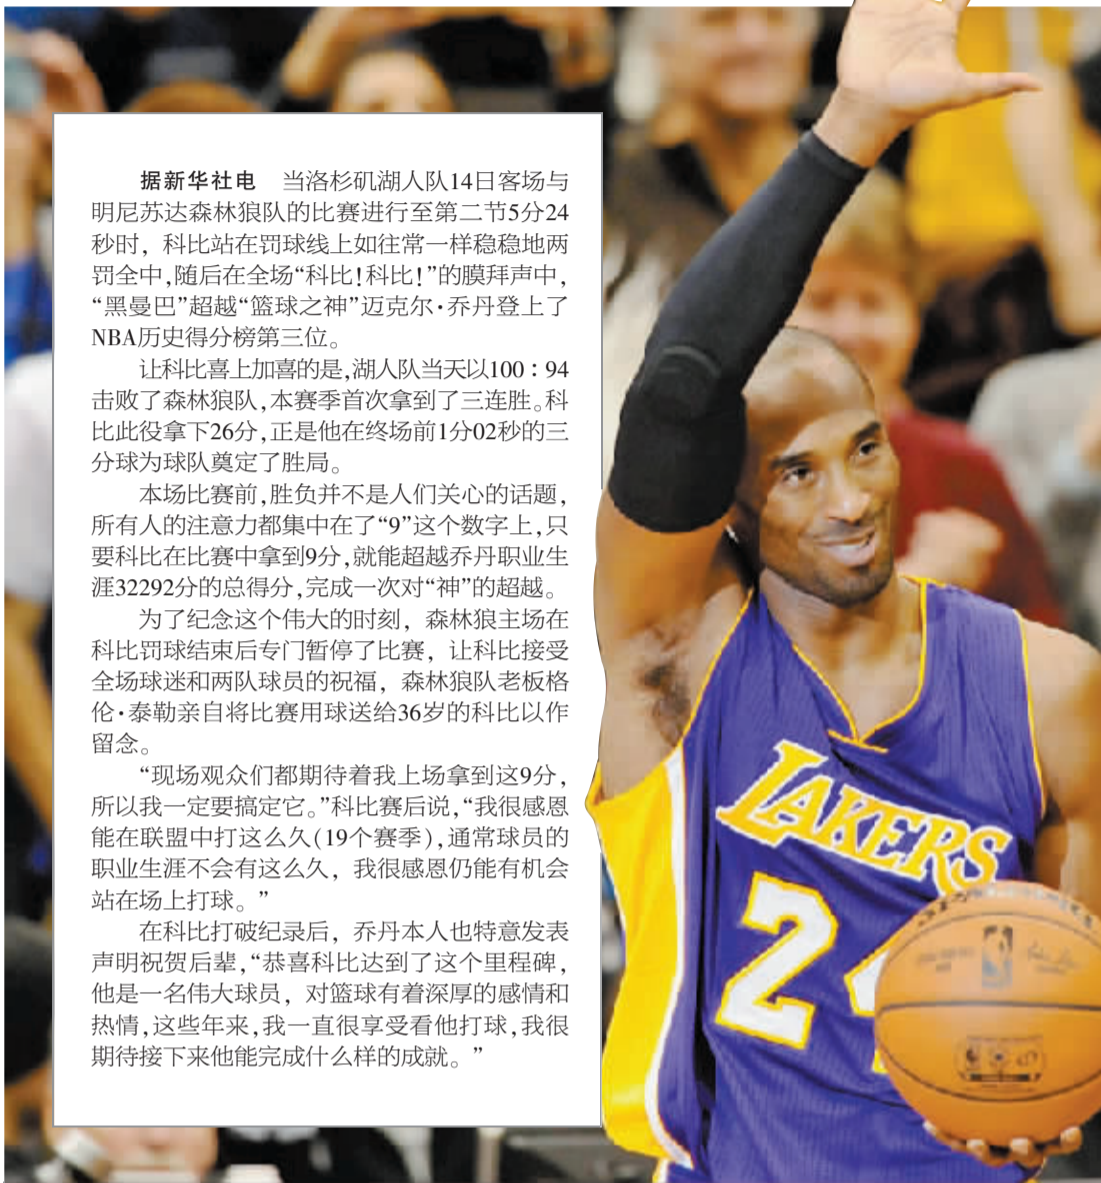 据新华社电 当洛杉矶湖人队14日客场与
明尼苏达森林狼队的比赛进行至第二节5分24
秒时，科比站在罚球线上如往常一样稳稳地两
罚全中，随后在全场“科比！科比！”的膜拜声中，
“黑曼巴”超越“篮球之神”迈克尔·乔丹登上了
NBA历史得分榜第三位。
让科比喜上加喜的是，湖人队当天以100：94
击败了森林狼队，本赛季首次拿到了三连胜。科
比此役拿下26分，正是他在终场前1分02秒的三
分球为球队奠定了胜局。
本场比赛前，胜负并不是人们关心的话题，
所有人的注意力都集中在了“9”这个数字上，只
要科比在比赛中拿到9分，就能超越乔丹职业生
涯32292分的总得分，完成一次对“神”的超越。
为了纪念这个伟大的时刻，森林狼主场在
科比罚球结束后专门暂停了比赛，让科比接受
全场球迷和两队球员的祝福，森林狼队老板格
伦·泰勒亲自将比赛用球送给36岁的科比以作
留念。
“现场观众们都期待着我上场拿到这9分，
所以我一定要搞定它。”科比赛后说，“我很感恩
能在联盟中打这么久（19个赛季），通常球员的
职业生涯不会有这么久，我很感恩仍能有机会
站在场上打球。”
在科比打破纪录后，乔丹本人也特意发表
声明祝贺后辈，“恭喜科比达到了这个里程碑，
他是一名伟大球员，对篮球有着深厚的感情和
热情，这些年来，我一直很享受看他打球，我很
期待接下来他能完成什么样的成就。”
LAKERS
2